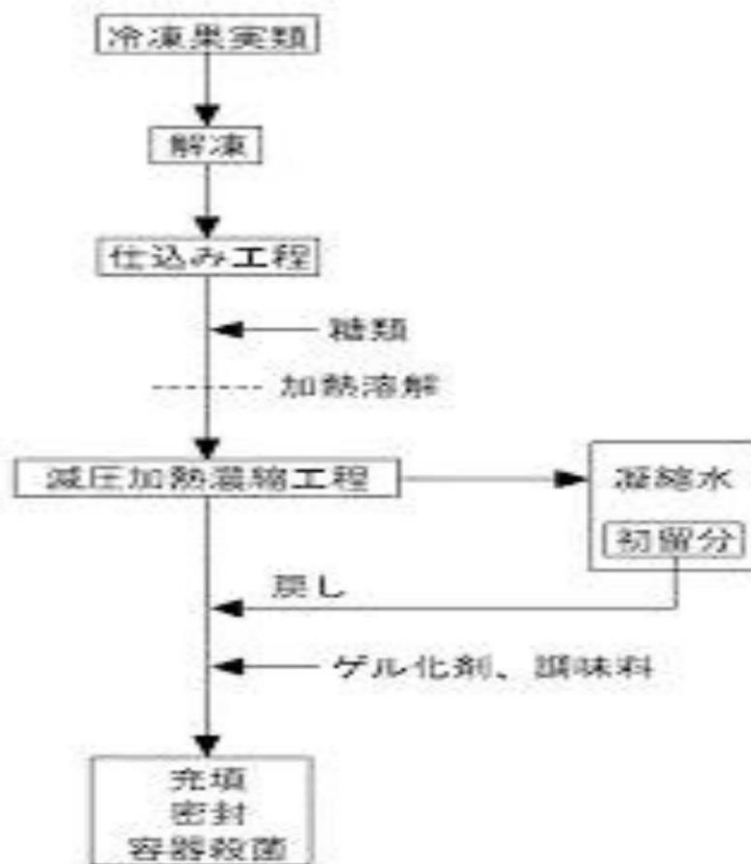 冷凍果実類
解凍
仕込み工程
糖類
加熱溶解
減圧加熱濃縮工程
凝縮水
初留分
戻し
ゲル化剤、調味料
充填
密封
容器殺菌